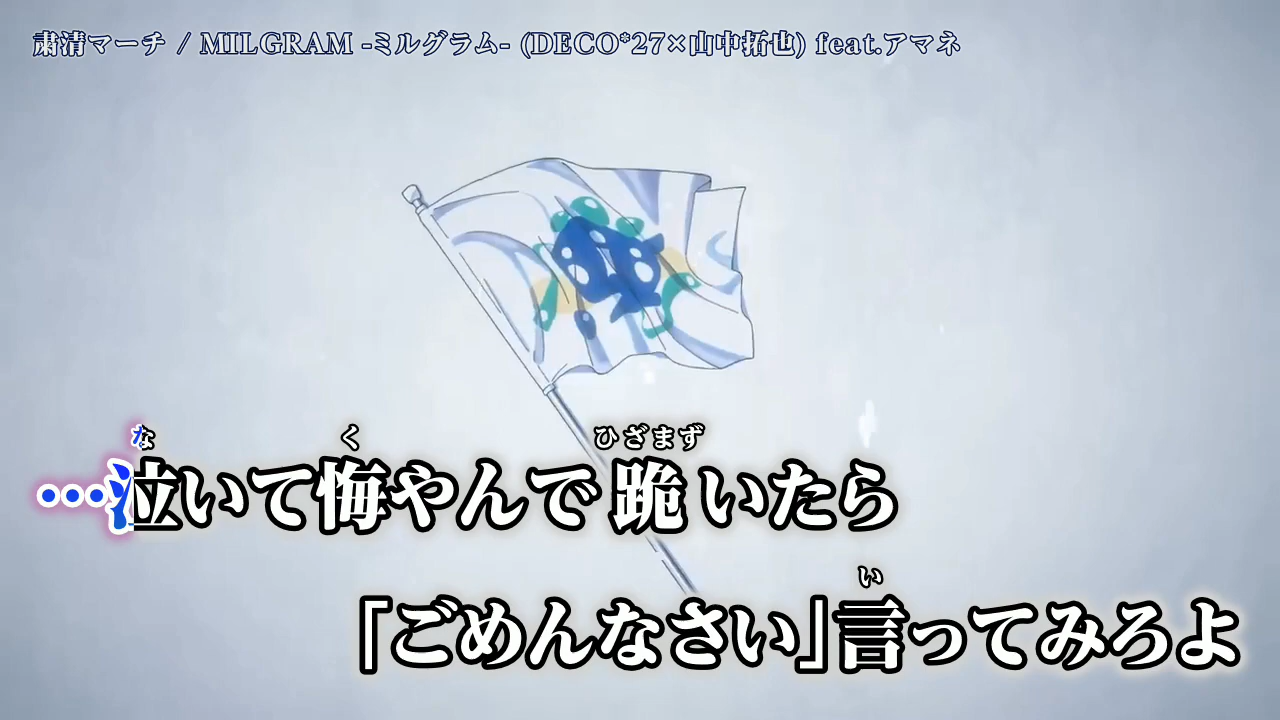 粛清マーチ / MILGRAM -ミルグラム- (DECO*27×山中拓也) feat.アマネ
な く ひざまず
…泣いて悔やんで跪いたら
い
「ごめんなさい」言ってみろよ